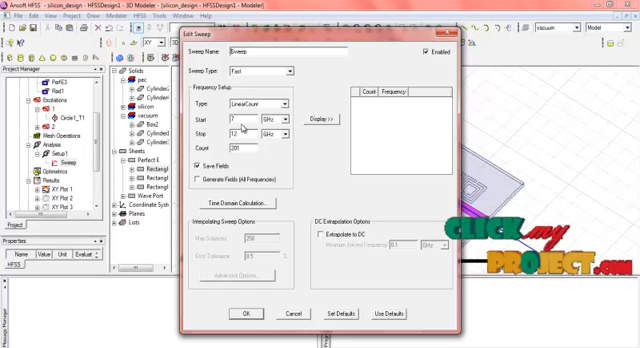 Ansoft HFSS - silicon_design - HFSSDesign1 - 3D Modeler
File Edit View Project Draw Modeler HFSS Tools Window Help
vacuum Model
XY 3D
Project Manager
PerfE3
Rad1
Excitations
1
Circle1_T1
2
Mesh Operations
Analysis
Setup1
Sweep
Optimetrics
Results
XY Plot 1
XY Plot 2
XY Plot 3
XY Plot
Properties
Name Value Unit Evaluat
HFSS
Message Manager
Solids
pec
Cylinder
Cylinder
silicon
vacuum
Box1
Cylinder
Cylinder
Sheets
Perfect E
Rectangl
Rectangl
Rectangl
Wave Port
Coordinate
Planes
Lists
Edit Sweep
Sweep Name: Sweep
Enabled
Sweep Type: Fast
Frequency Setup
Type: LinearCount
Start 7 GHz
Stop 12 GHz
Count 201
Save Fields
Generate Fields (All Frequencies)
Display >>
Count Frequency
Time Domain Calculation...
Interpolating Sweep Options
Max Solutions: 250
Error Tolerance: 0.5 %
Advanced Options...
DC Extrapolation Options
Extrapolate to DC
Minimum Solved Frequency 0.1 GHz
OK Cancel Set Defaults Use Defaults
CLICK my
PROJECT.COM